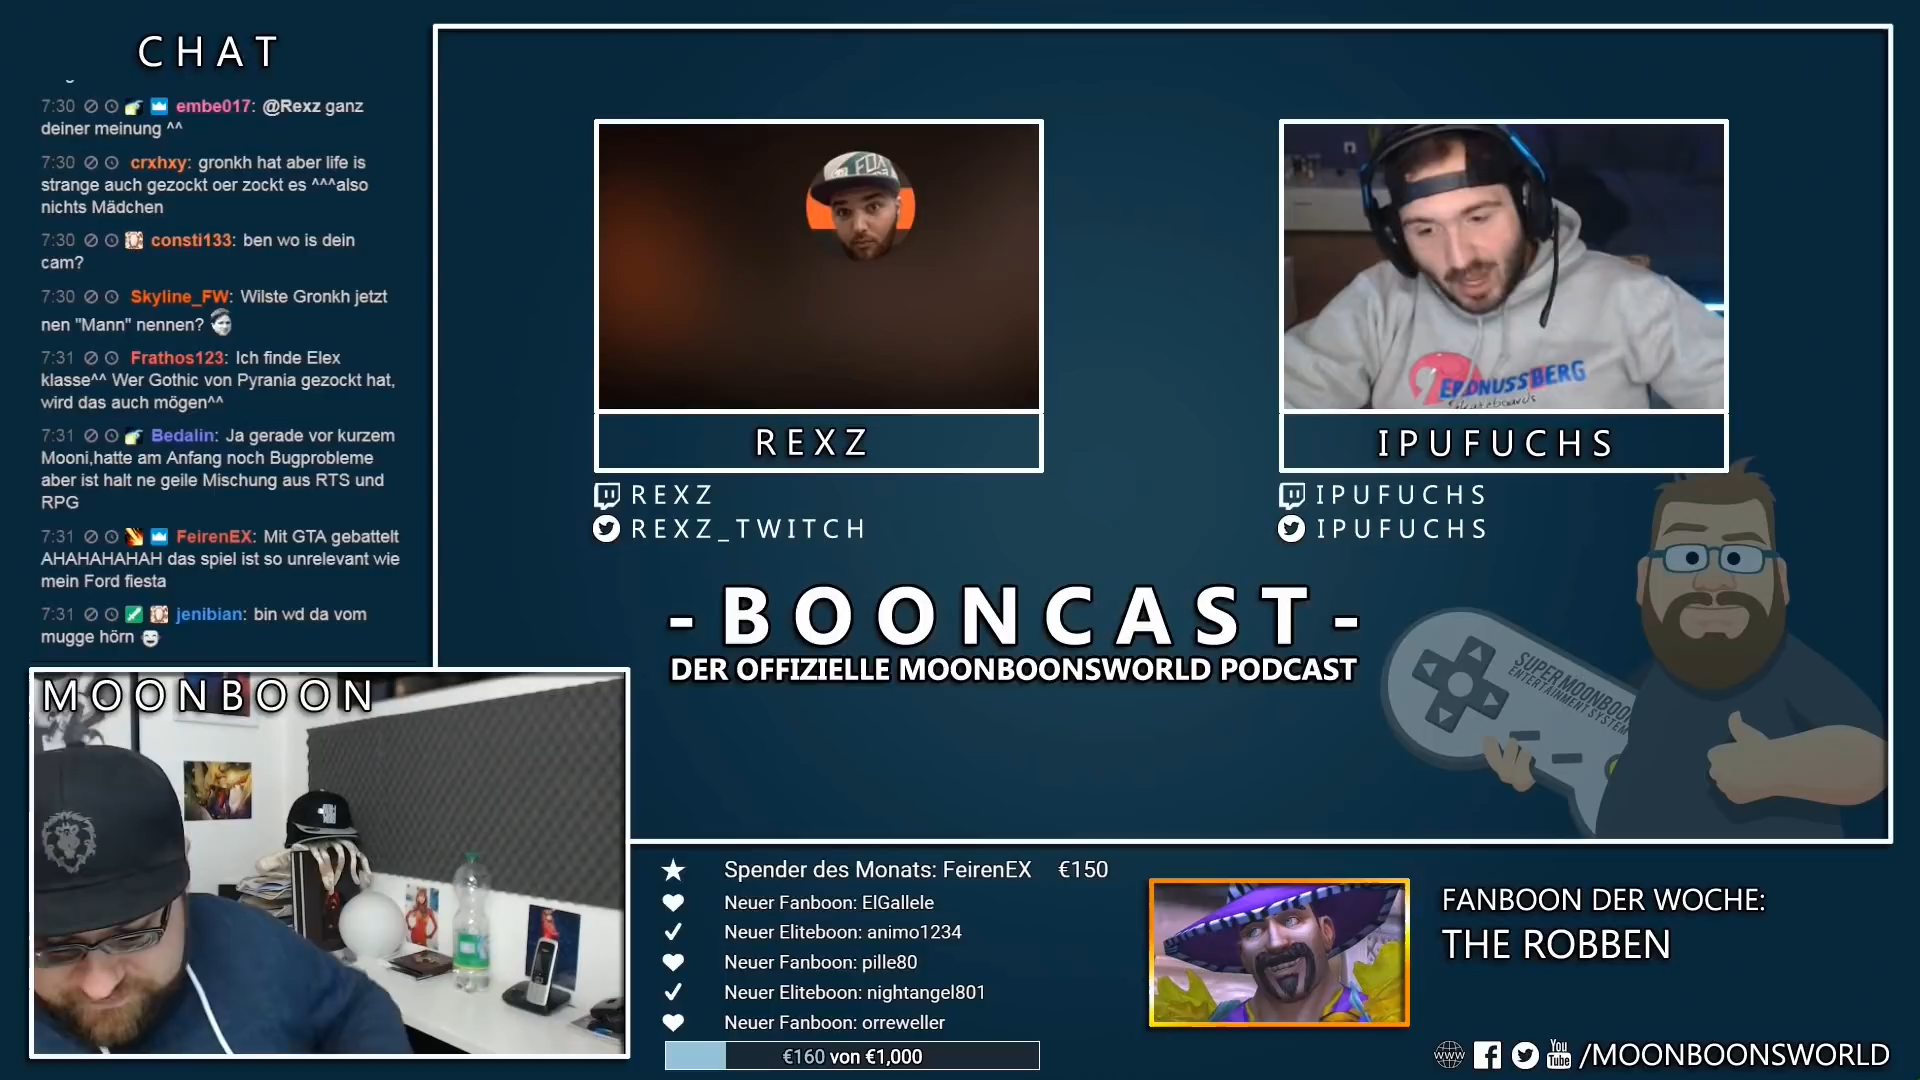 CHAT
7:30 embe017: @Rexz ganz
deiner meinung ^^
7:30 crxhxy: gronkh hat aber life is
strange auch gezockt oer zockt es ^^^also
nichts Mädchen
7:30 consti133: ben wo is dein
cam?
7:30 Skyline_FW: Wilste Gronkh jetzt
nen "Mann" nennen?
7:31 Frathos123: Ich finde Elex
klasse^^ Wer Gothic von Pyrania gezockt hat,
wird das auch mögen^^
7:31 Bedalin: Ja gerade vor kurzem
Mooni,hatte am Anfang noch Bugprobleme
aber ist halt ne geile Mischung aus RTS und
RPG
7:31 FeirenEX: Mit GTA gebattelt
AHAHAHAHAH das spiel ist so unrelevant wie
mein Ford fiesta
7:31 jenibian: bin wd da vom
mugge hörn
MOONBOON
REXZ
REXZ
REXZ_TWITCH
ERDNUSSBERG
Skateboards
IPUFUCHS
IPUFUCHS
IPUFUCHS
-BOONCAST-
DER OFFIZIELLE MOONBOONSWORLD PODCAST
SUPER MOONBOON
ENTERTAINMENT SYSTEM
Spender des Monats: FeirenEX €150
Neuer Fanboon: ElGallele
Neuer Eliteboon: animo1234
Neuer Fanboon: pille80
Neuer Eliteboon: nightangel801
Neuer Fanboon: orreweller
€160 von €1,000
FANBOON DER WOCHE:
THE ROBBEN
www
You
Tube
/MOONBOONSWORLD